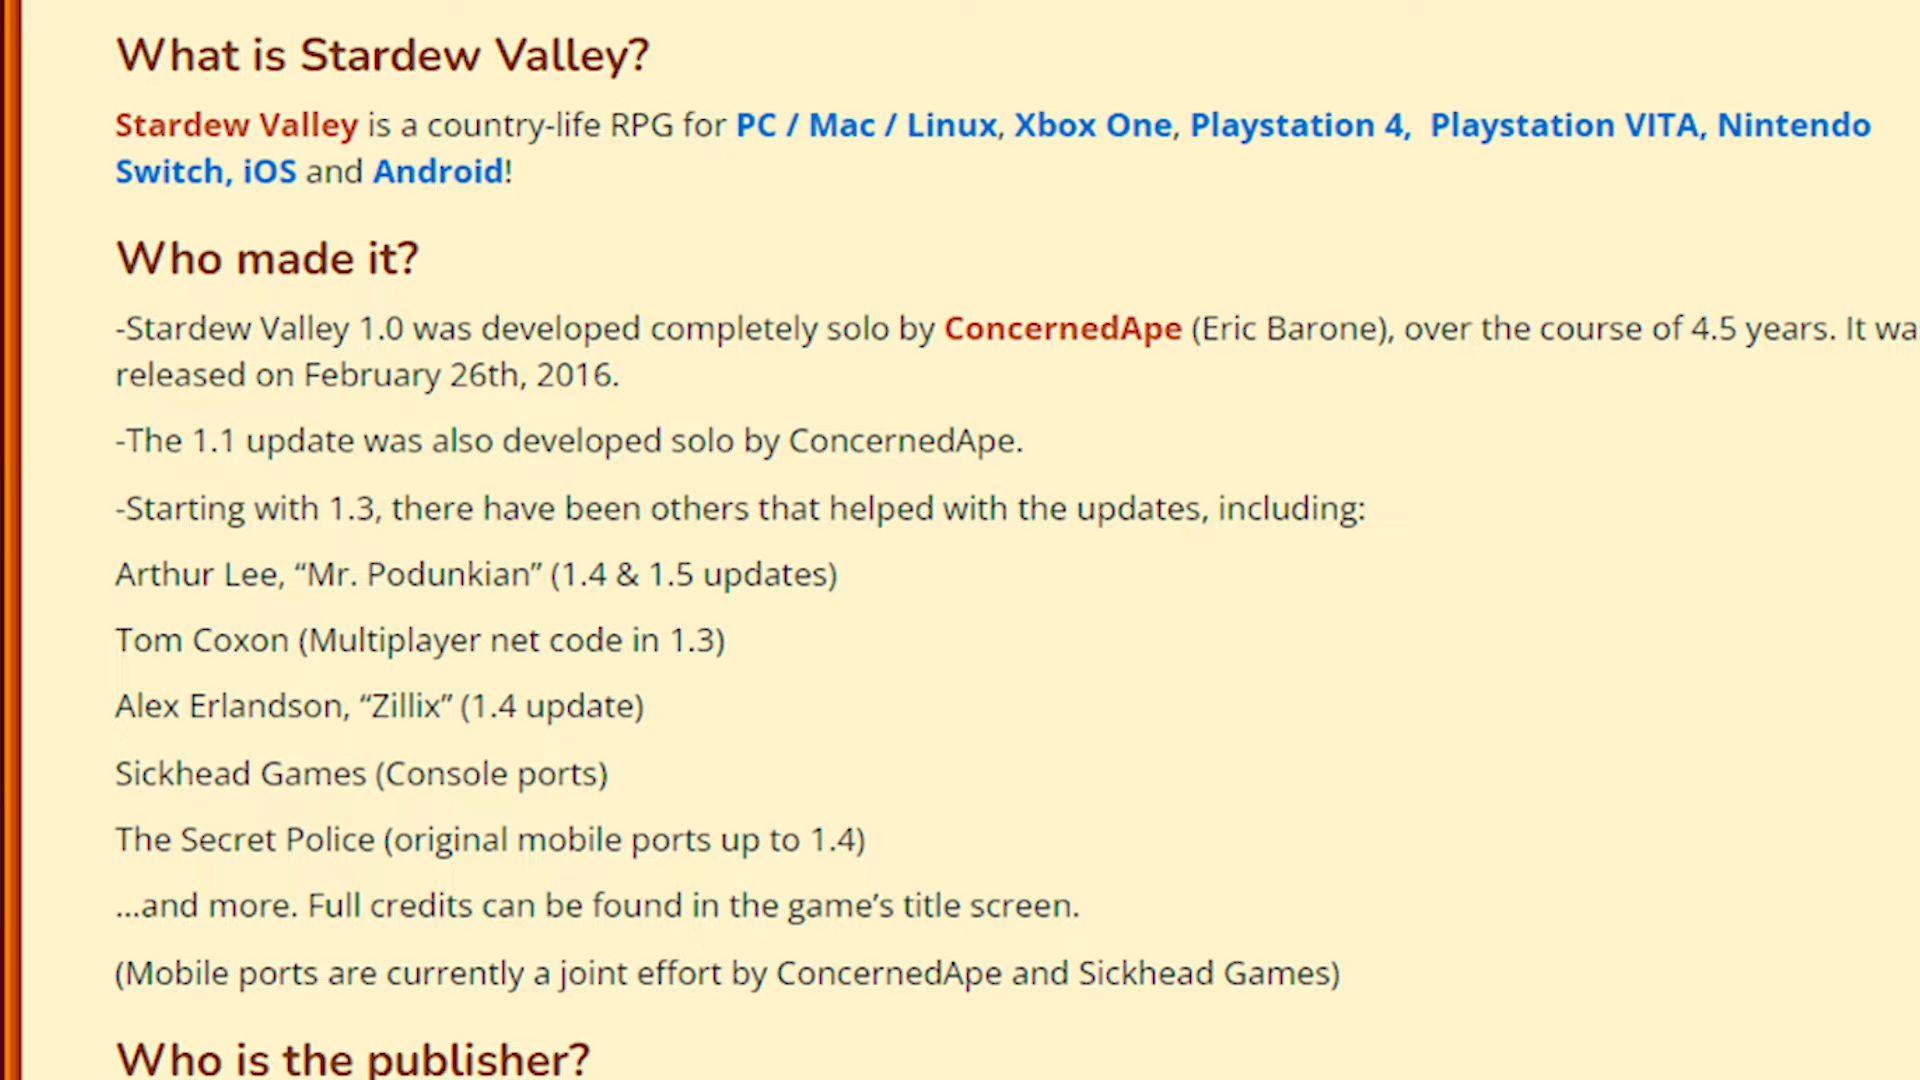 What is Stardew Valley?
Stardew Valley is a country-life RPG for PC / Mac / Linux, Xbox One, Playstation 4, Playstation VITA, Nintendo
Switch, iOS and Android!
Who made it?
-Stardew Valley 1.0 was developed completely solo by ConcernedApe (Eric Barone), over the course of 4.5 years. It wa
released on February 26th, 2016.
-The 1.1 update was also developed solo by ConcernedApe.
-Starting with 1.3, there have been others that helped with the updates, including:
Arthur Lee, “Mr. Podunkian” (1.4 & 1.5 updates)
Tom Coxon (Multiplayer net code in 1.3)
Alex Erlandson, “Zillix” (1.4 update)
Sickhead Games (Console ports)
The Secret Police (original mobile ports up to 1.4)
…and more. Full credits can be found in the game’s title screen.
(Mobile ports are currently a joint effort by ConcernedApe and Sickhead Games)
Who is the publisher?